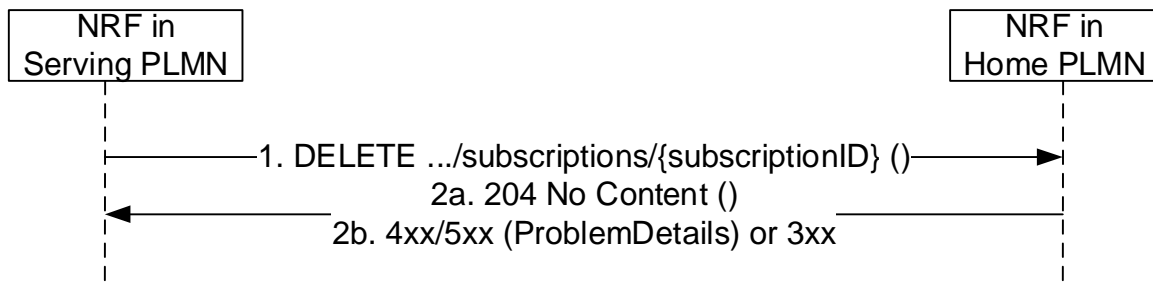 NRF in
Serving PLMN
NRF in
Home PLMN
1. DELETE .../subscriptions/{subscriptionID} ()
2a. 204 No Content ()
2b. 4xx/5xx (ProblemDetails) or 3xx